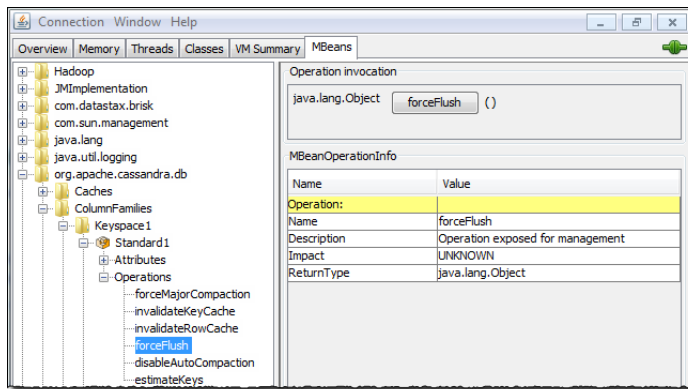 Connection Window Help
Overview Memory Threads Classes VM Summary MBeans
Hadoop
JMImplementation
com.datastax.brisk
com.sun.management
java.lang
java.util.logging
org.apache.cassandra.db
Caches
ColumnFamilies
Keyspace1
Standard1
Attributes
Operations
forceMajorCompaction
invalidateKeyCache
invalidateRowCache
forceFlush
disableAutoCompaction
estimateKeys
Operation invocation
java.lang.Object forceFlush ()
MBeanOperationInfo
Name Value
Operation:
Name forceFlush
Description Operation exposed for management
Impact UNKNOWN
ReturnType java.lang.Object